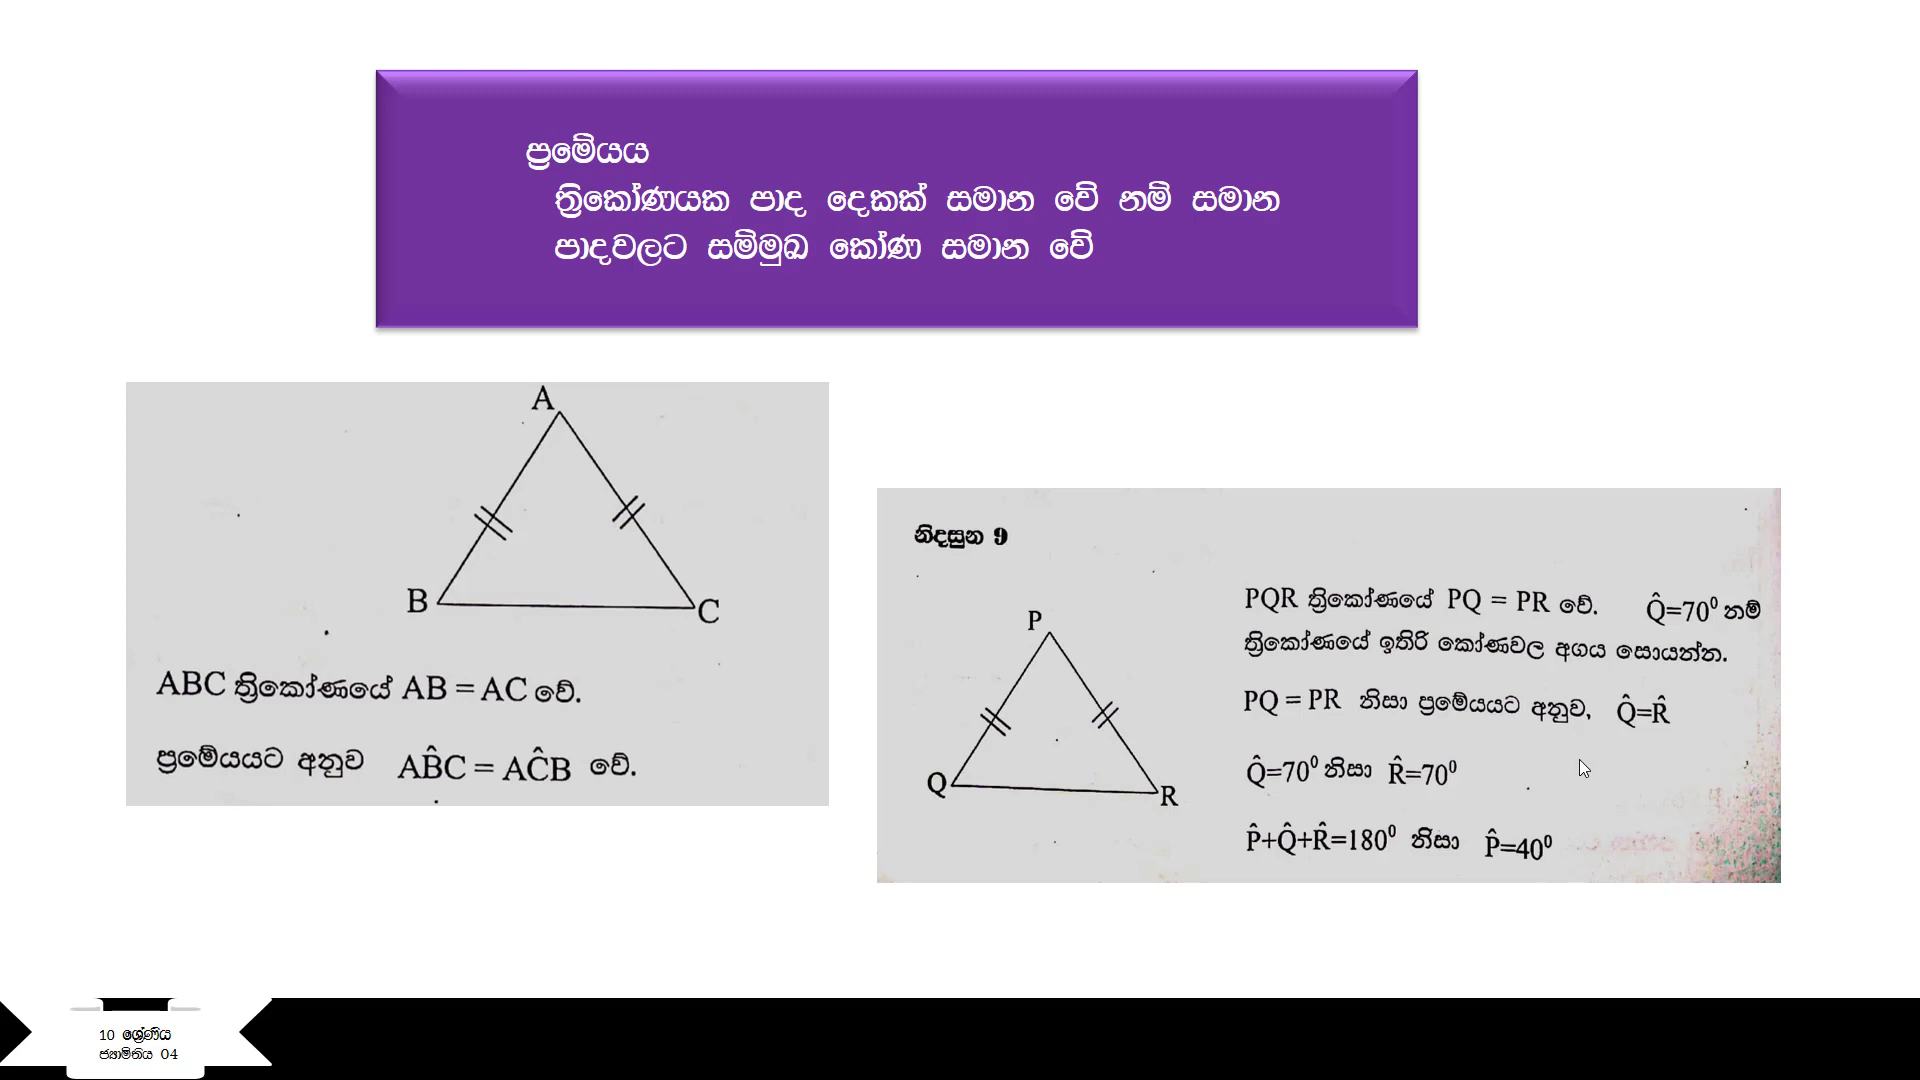 ප්‍රමේයය
ත්‍රිකෝණයක පාද දෙකක් සමාන වේ නම් සමාන
පාදවලට සම්මුඛ කෝණ සමාන වේ
A
B
C
ABC ත්‍රිකෝණයේ AB = AC වේ.
ප්‍රමේයයට අනුව AB̂C = AĈB වේ.
නිදසුන 9
P
Q
R
PQR ත්‍රිකෝණයේ PQ = PR වේ. Q̂=70⁰ නම්
ත්‍රිකෝණයේ ඉතිරි කෝණවල අගය සොයන්න.
PQ = PR නිසා ප්‍රමේයයට අනුව, Q̂=R̂
Q̂=70⁰ නිසා R̂=70⁰
P̂+Q̂+R̂=180⁰ නිසා P̂=40⁰
10 ශ්‍රේණිය
ජ්‍යාමිතිය 04